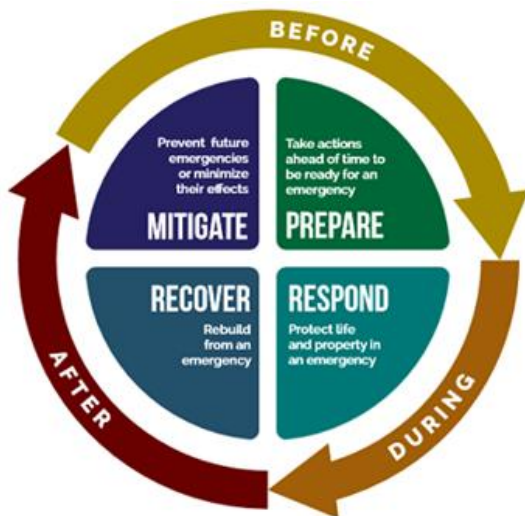 BEFORE
Prevent future
emergencies
or minimize
their effects
MITIGATE
Take actions
ahead of time to
be ready for an
emergency
PREPARE
RECOVER
Rebuild
from an
emergency
RESPOND
Protect life
and property in
an emergency
AFTER
DURING